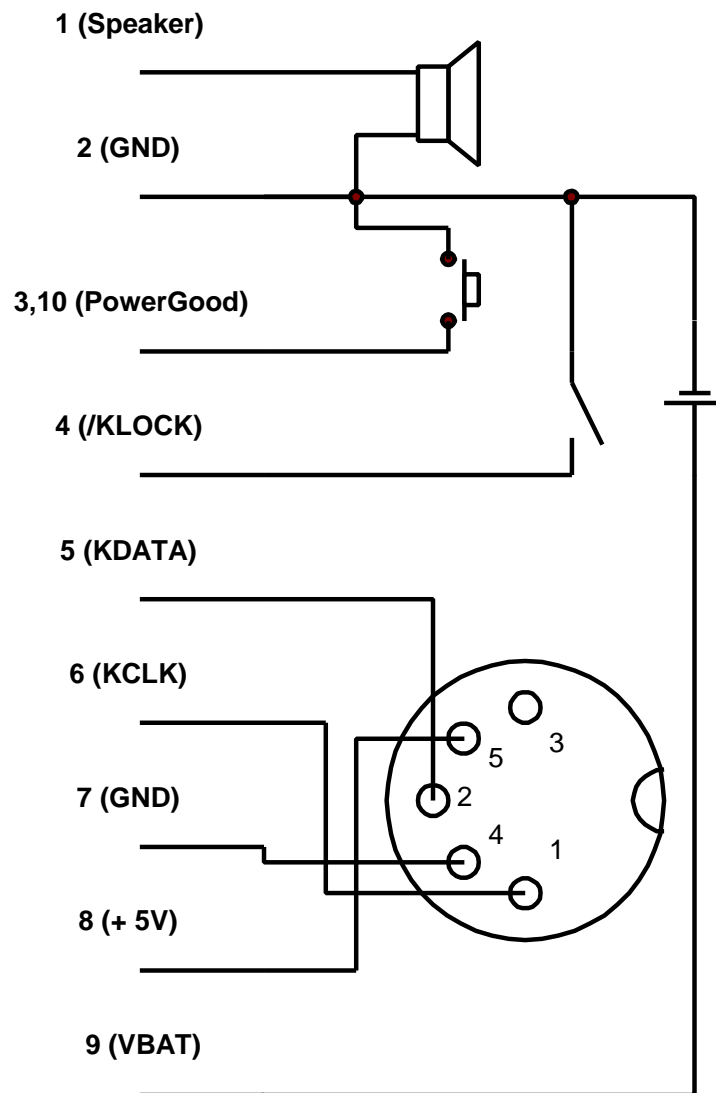 1 (Speaker)
2 (GND)
3,10 (PowerGood)
4 (/KLOCK)
5 (KDATA)
6 (KCLK)
3
5
7 (GND)
2
4
1
8 (+ 5V)
9 (VBAT)